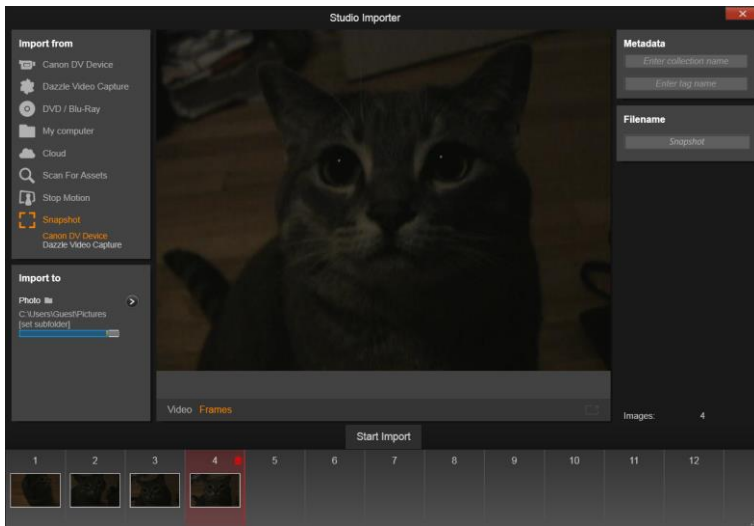 Studio Importer
Import from
Canon DV Device
Dazzle Video Capture
DVD / Blu-Ray
My computer
Cloud
Scan For Assets
Stop Motion
Snapshot
Canon DV Device
Dazzle Video Capture
Import to
Photo
C:\Users\Guest\Pictures
[set subfolder]
Video Frames
Metadata
Enter collection name
Enter tag name
Filename
Snapshot
Images: 4
Start Import
1 2 3 4 5 6 7 8 9 10 11 12